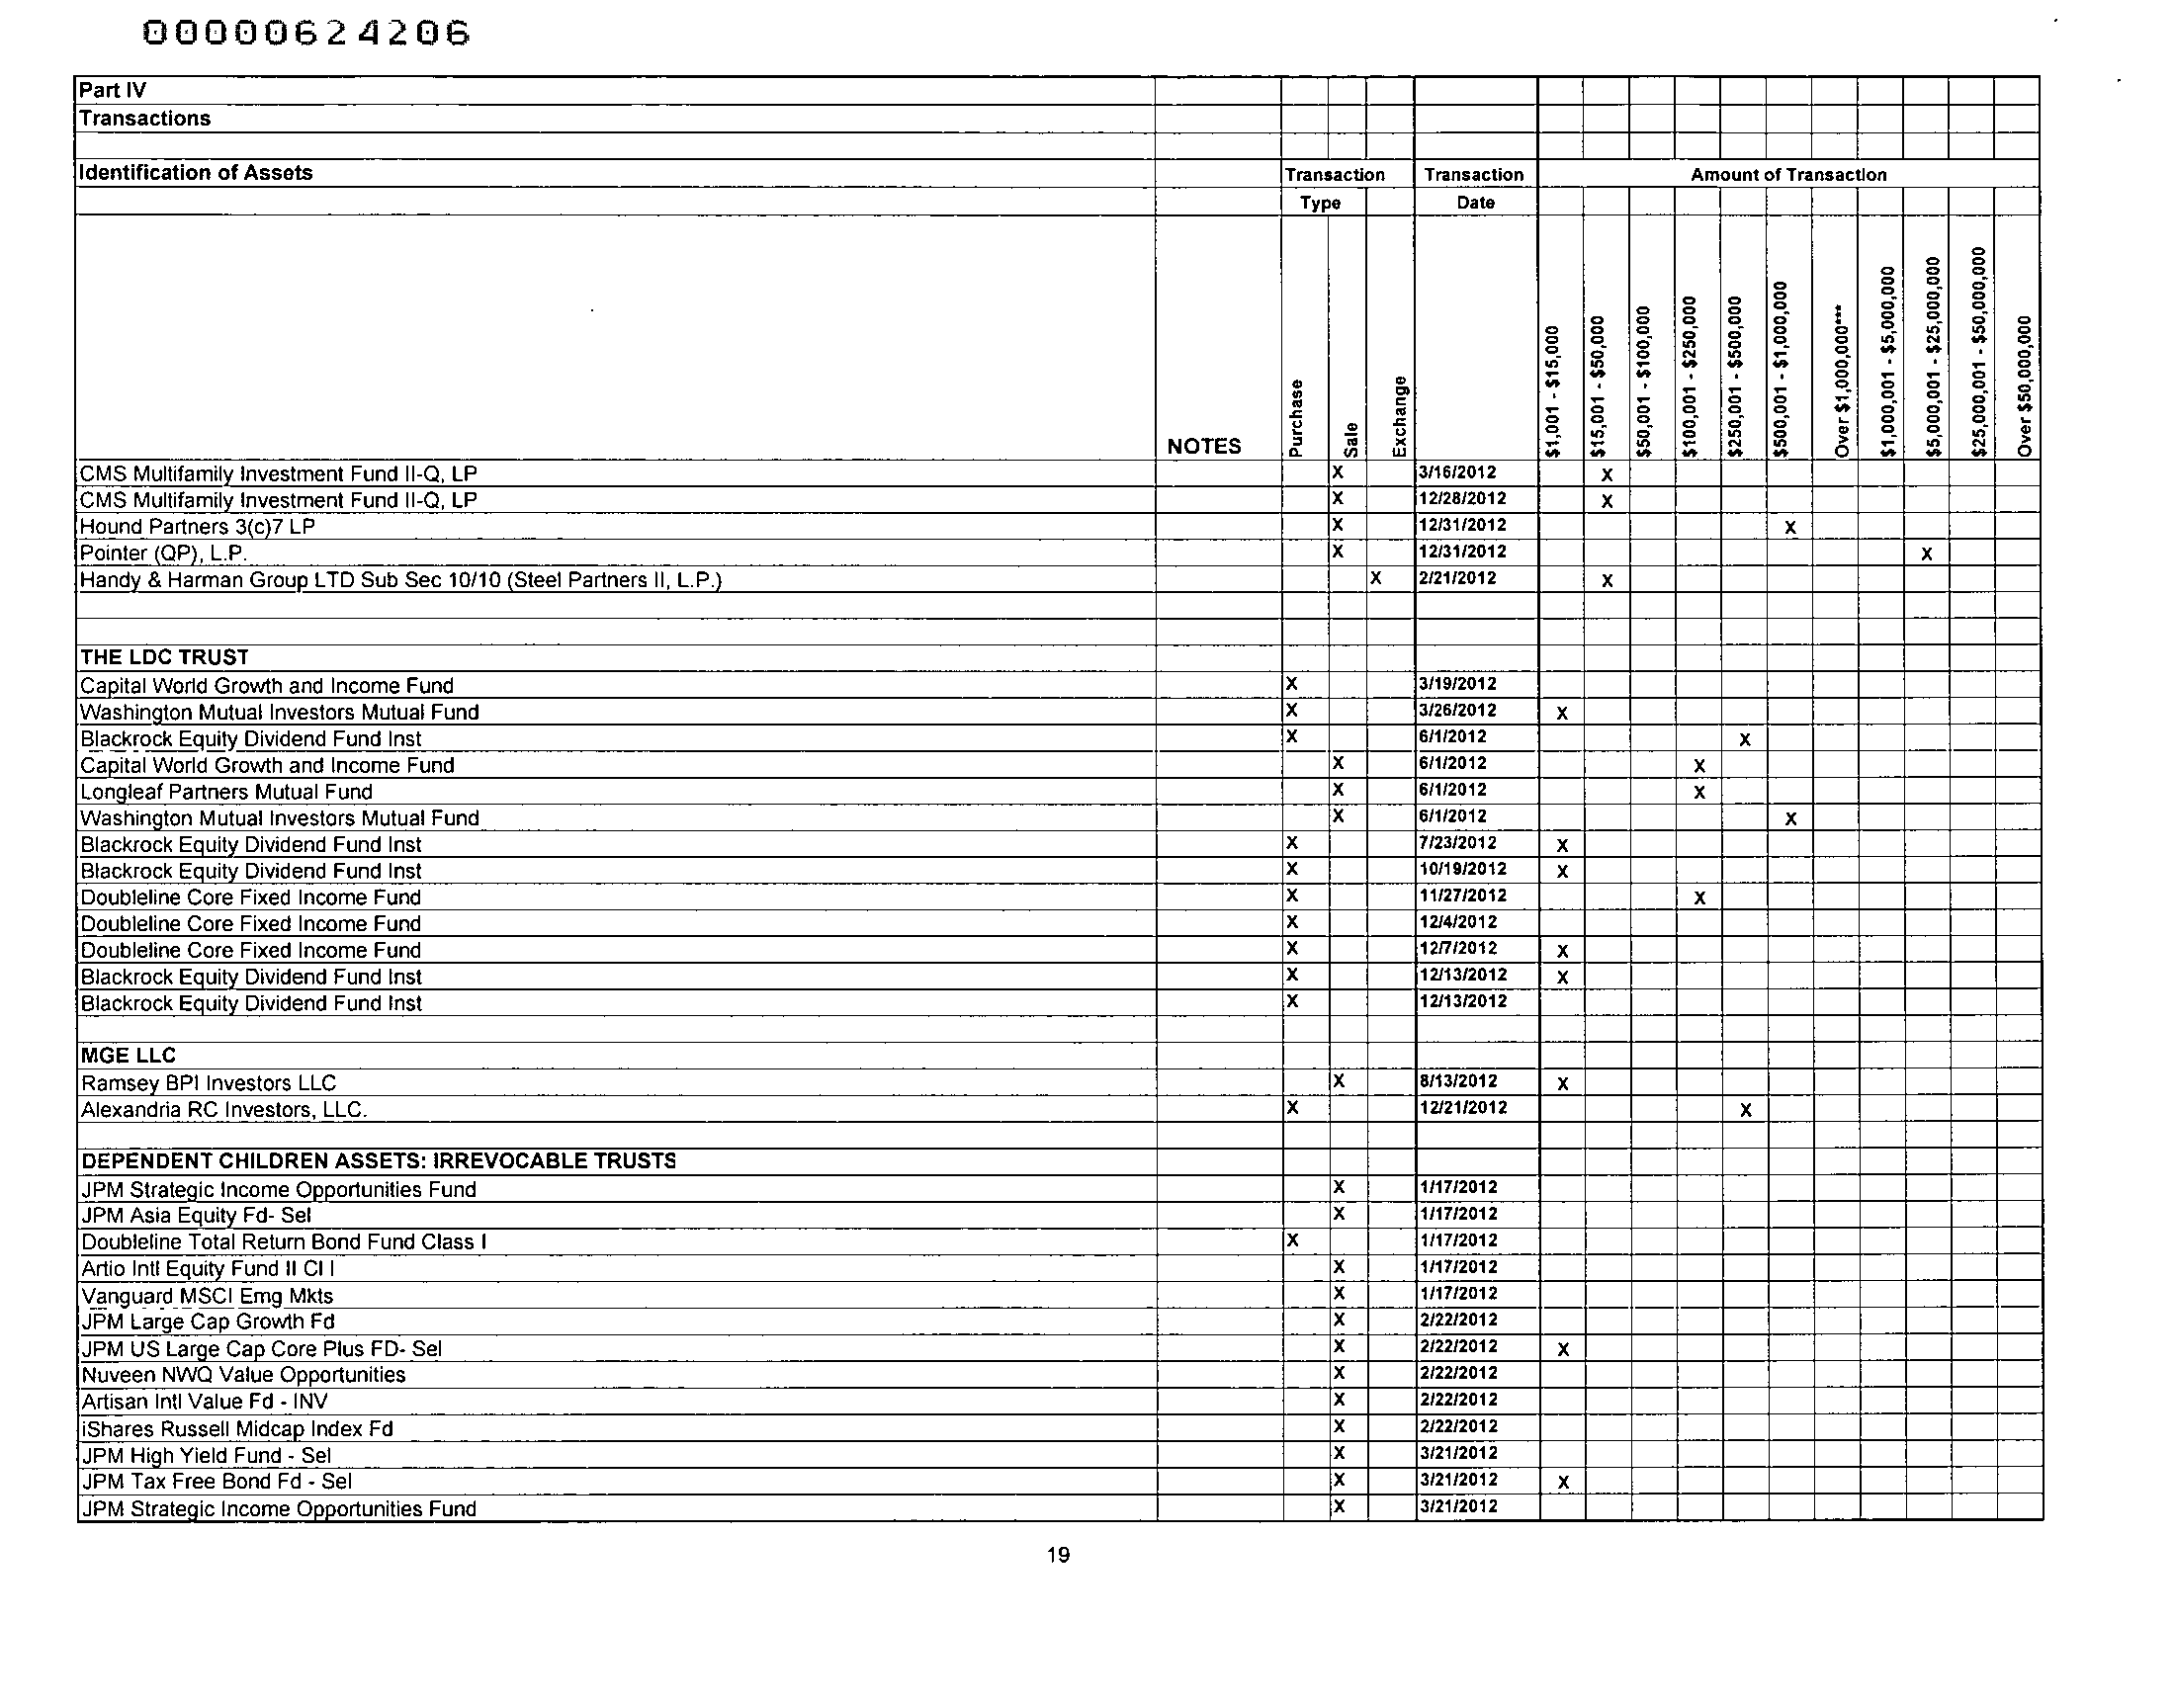 00000624206
Part IV
Transactions
Identification of Assets Transaction Transaction Amount of Transaction
Type Date
NOTES Purchase Sale Exchange $1,001 - $15,000 $15,001 - $50,000 $50,001 - $100,000 $100,001 - $250,000 $250,001 - $500,000 $500,001 - $1,000,000 Over $1,000,000*** $1,000,001 - $5,000,000 $5,000,001 - $25,000,000 $25,000,001 - $50,000,000 Over $50,000,000
CMS Multifamily Investment Fund II-Q, LP X 3/16/2012 X
CMS Multifamily Investment Fund II-Q, LP X 12/28/2012 X
Hound Partners 3(c)7 LP X 12/31/2012 X
Pointer (QP), L.P. X 12/31/2012 X
Handy & Harman Group LTD Sub Sec 10/10 (Steel Partners II, L.P.) X 2/21/2012 X
THE LDC TRUST
Capital World Growth and Income Fund X 3/19/2012
Washington Mutual Investors Mutual Fund X 3/26/2012 X
Blackrock Equity Dividend Fund Inst X 6/1/2012 X
Capital World Growth and Income Fund X 6/1/2012 X
Longleaf Partners Mutual Fund X 6/1/2012 X
Washington Mutual Investors Mutual Fund X 6/1/2012 X
Blackrock Equity Dividend Fund Inst X 7/23/2012 X
Blackrock Equity Dividend Fund Inst X 10/19/2012 X
Doubleline Core Fixed Income Fund X 11/27/2012 X
Doubleline Core Fixed Income Fund X 12/4/2012
Doubleline Core Fixed Income Fund X 12/7/2012 X
Blackrock Equity Dividend Fund Inst X 12/13/2012 X
Blackrock Equity Dividend Fund Inst X 12/13/2012
MGE LLC
Ramsey BPI Investors LLC X 8/13/2012 X
Alexandria RC Investors, LLC. X 12/21/2012 X
DEPENDENT CHILDREN ASSETS: IRREVOCABLE TRUSTS
JPM Strategic Income Opportunities Fund X 1/17/2012
JPM Asia Equity Fd- Sel X 1/17/2012
Doubleline Total Return Bond Fund Class I X 1/17/2012
Artio Intl Equity Fund II Cl I X 1/17/2012
Vanguard MSCI Emg Mkts X 1/17/2012
JPM Large Cap Growth Fd X 2/22/2012
JPM US Large Cap Core Plus FD- Sel X 2/22/2012 X
Nuveen NWQ Value Opportunities X 2/22/2012
Artisan Intl Value Fd - INV X 2/22/2012
iShares Russell Midcap Index Fd X 2/22/2012
JPM High Yield Fund - Sel X 3/21/2012
JPM Tax Free Bond Fd - Sel X 3/21/2012 X
JPM Strategic Income Opportunities Fund X 3/21/2012
19